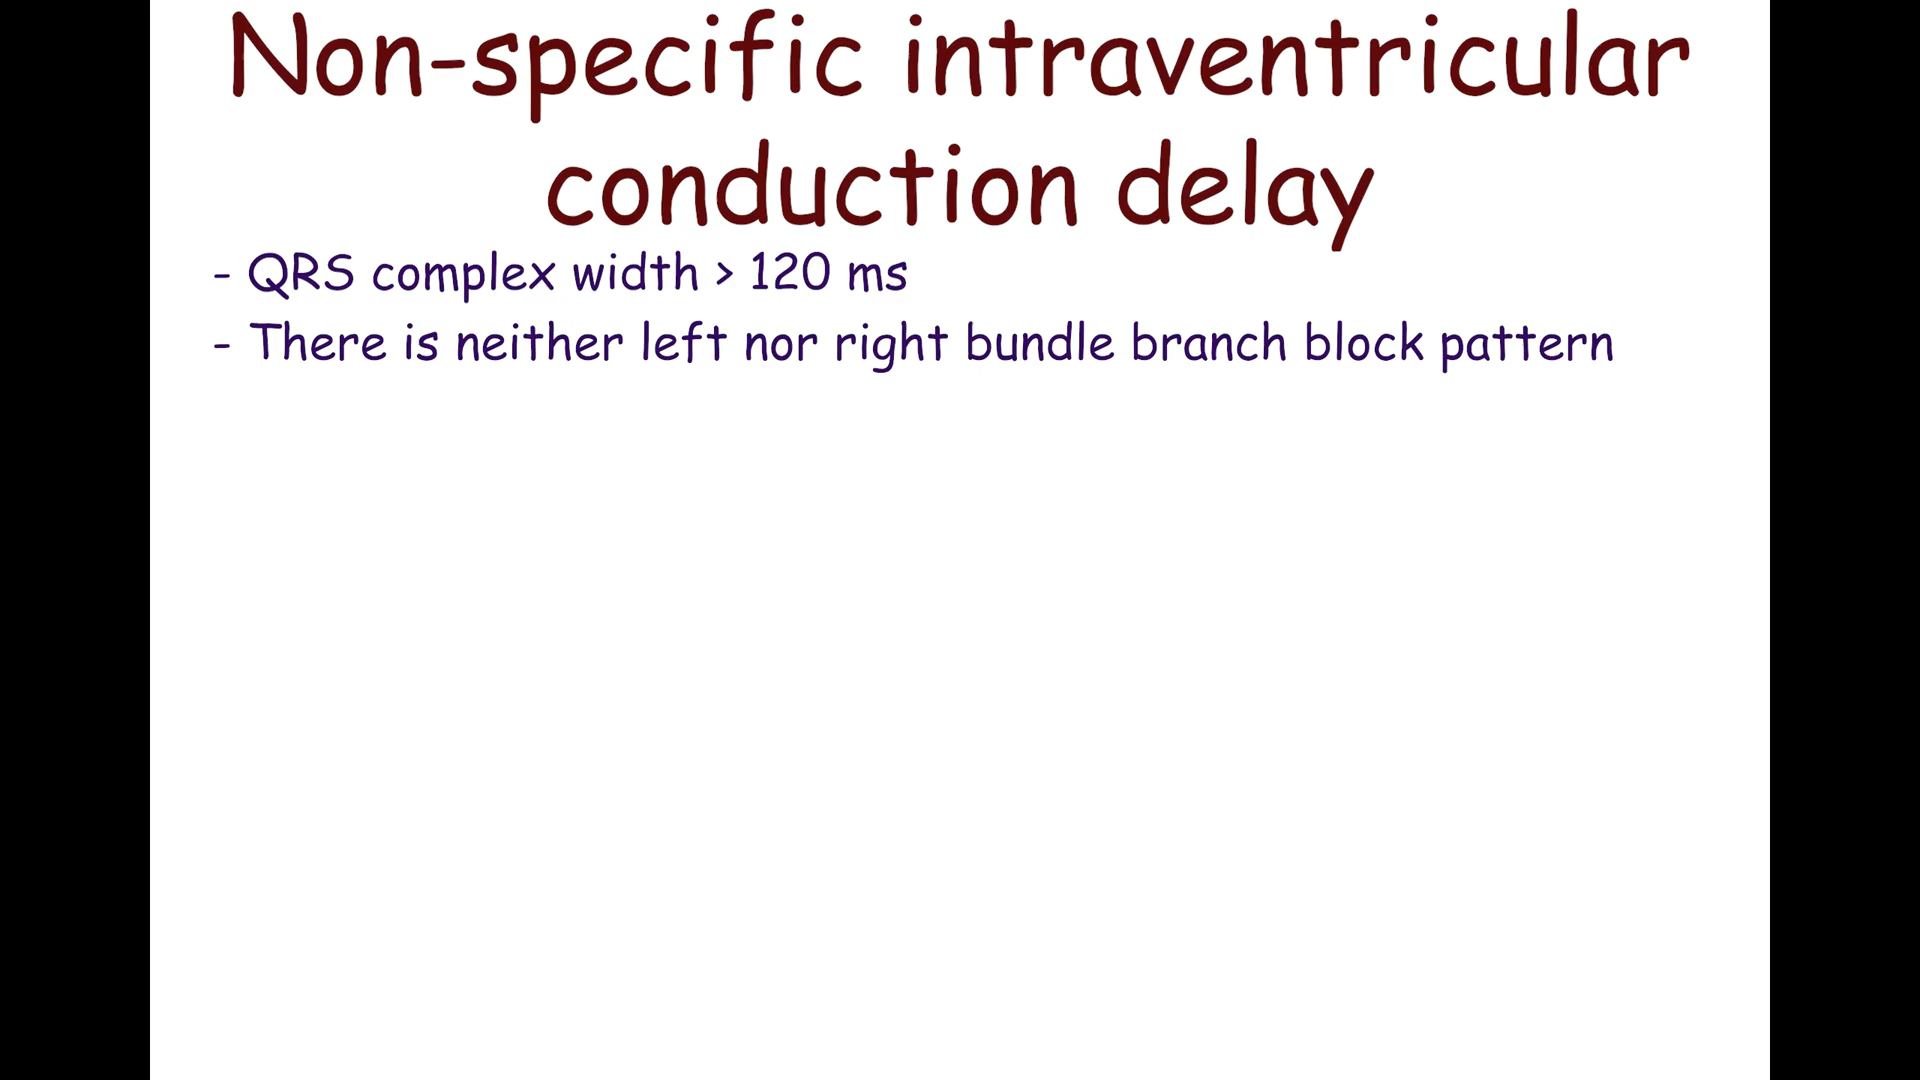 Non-specific intraventricular
conduction delay
- QRS complex width > 120 ms
- There is neither left nor right bundle branch block pattern